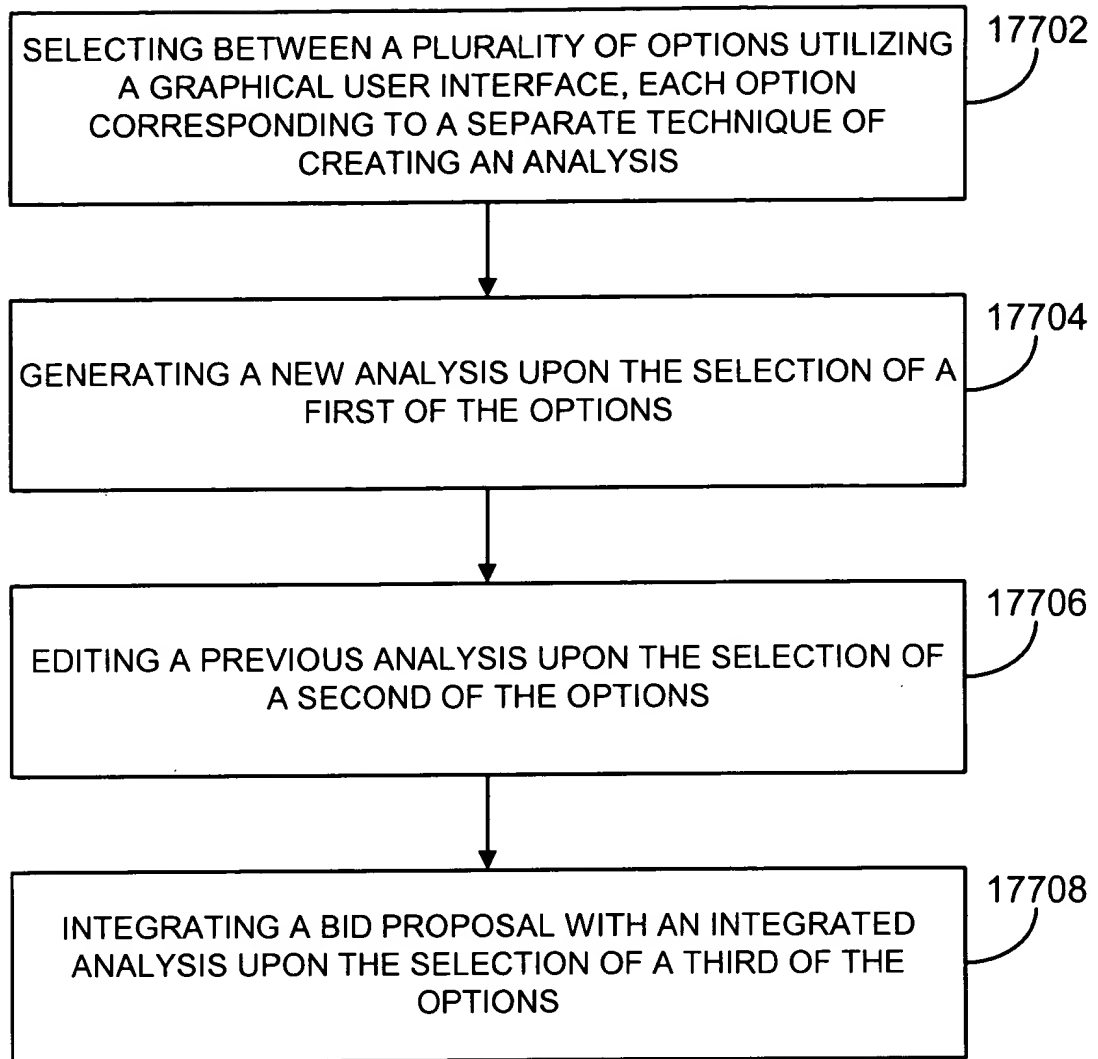 SELECTING BETWEEN A PLURALITY OF OPTIONS UTILIZING
A GRAPHICAL USER INTERFACE, EACH OPTION
CORRESPONDING TO A SEPARATE TECHNIQUE OF
CREATING AN ANALYSIS
17702
GENERATING A NEW ANALYSIS UPON THE SELECTION OF A
FIRST OF THE OPTIONS
17704
EDITING A PREVIOUS ANALYSIS UPON THE SELECTION OF
A SECOND OF THE OPTIONS
17706
INTEGRATING A BID PROPOSAL WITH AN INTEGRATED
ANALYSIS UPON THE SELECTION OF A THIRD OF THE
OPTIONS
17708